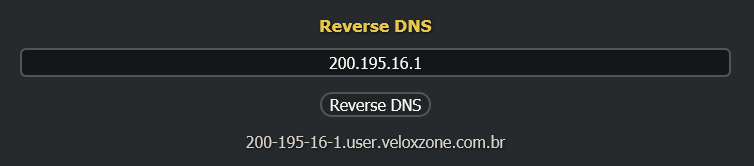 Reverse DNS
200.195.16.1
Reverse DNS
200-195-16-1.user.veloxzone.com.br